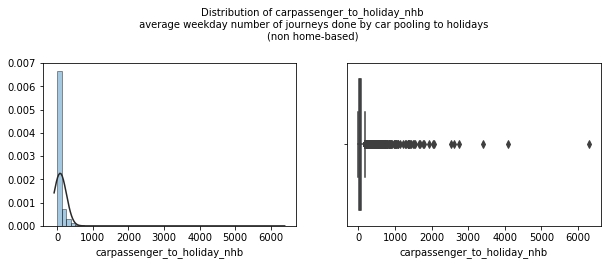 Distribution of carpassenger_to_holiday_nhb
average weekday number of journeys done by car pooling to holidays
(non home-based)
0.007
0.006
0.005
0.004
0.003
0.002
0.001
0.000
0 1000 2000 3000 4000 5000 6000
carpassenger_to_holiday_nhb
0 1000 2000 3000 4000 5000 6000
carpassenger_to_holiday_nhb